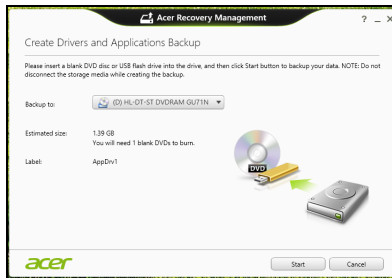 Acer Recovery Management
? _ X
Create Drivers and Applications Backup
Please insert a blank DVD disc or USB flash drive into the drive, and then click Start button to backup your data. NOTE: Do not
disconnect the storage media while creating the backup.
Backup to: (D) HL-DT-ST DVDRAM GU71N
Estimated size: 1.39 GB
You will need 1 blank DVDs to burn.
Label: AppDrv1
DVD
acer
Start Cancel